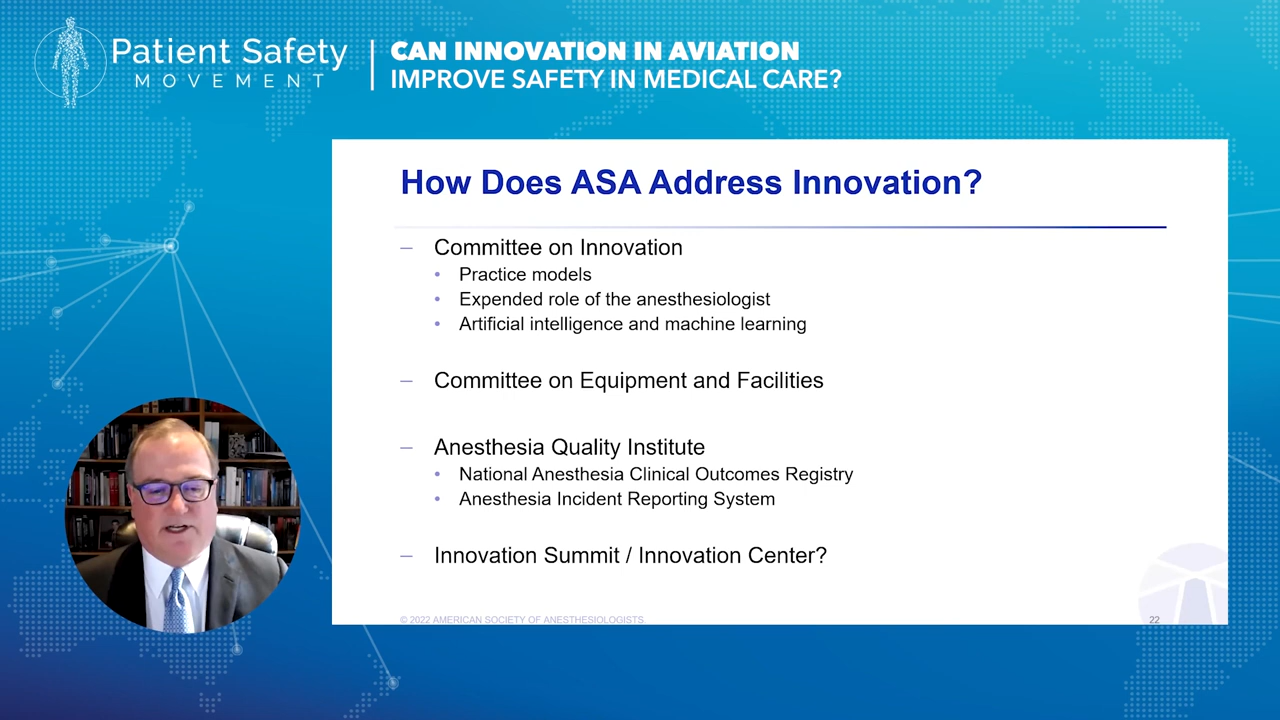 Patient Safety
MOVEMENT
CAN INNOVATION IN AVIATION
IMPROVE SAFETY IN MEDICAL CARE?
How Does ASA Address Innovation?
– Committee on Innovation
• Practice models
• Expended role of the anesthesiologist
• Artificial intelligence and machine learning
– Committee on Equipment and Facilities
– Anesthesia Quality Institute
• National Anesthesia Clinical Outcomes Registry
• Anesthesia Incident Reporting System
– Innovation Summit / Innovation Center?
© 2022 AMERICAN SOCIETY OF ANESTHESIOLOGISTS.
22